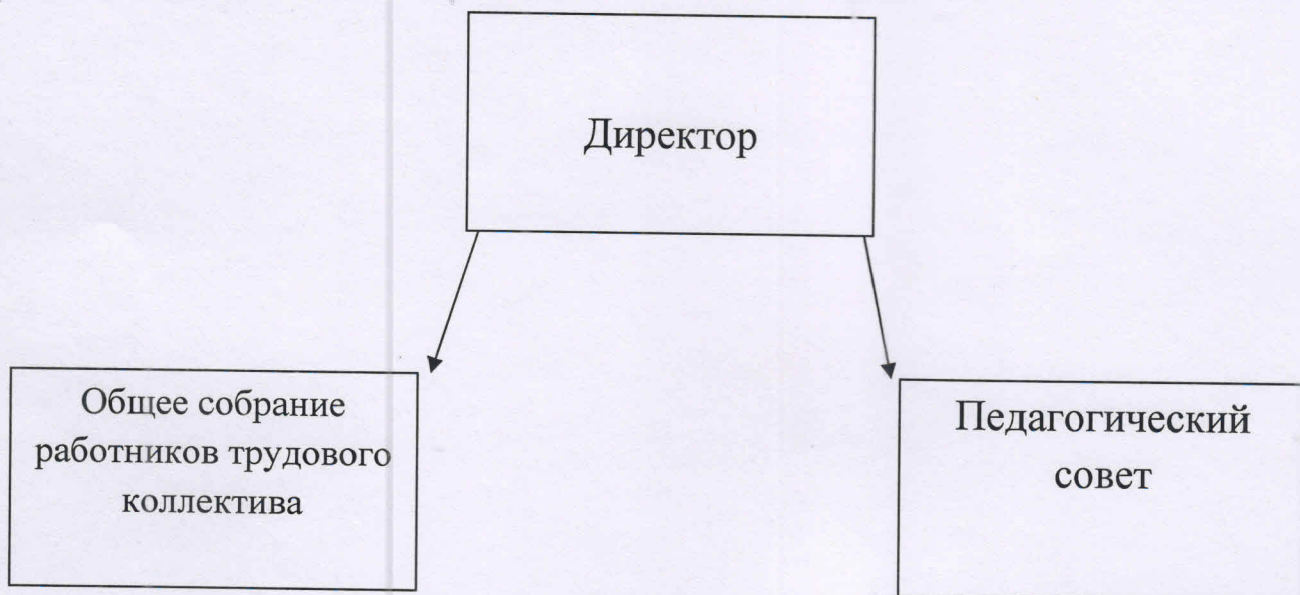 Директор
Общее собрание
работников трудового
коллектива
Педагогический
совет